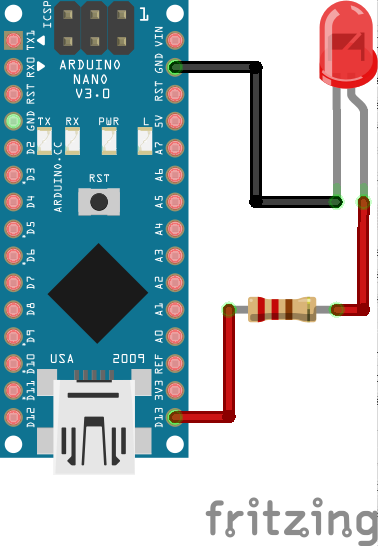 ICSP
1
TX1
RX0
RST
GND
D2
D3
D4
D5
D6
D7
D8
D9
D10
D11
D12
ARDUINO
NANO
V3.0
TX RX PWR L
ARDUINO.CC
RST
USA 2009
VIN
GND
RST
5V
A7
A6
A5
A4
A3
A2
A1
A0
REF
3V3
D13
fritzing